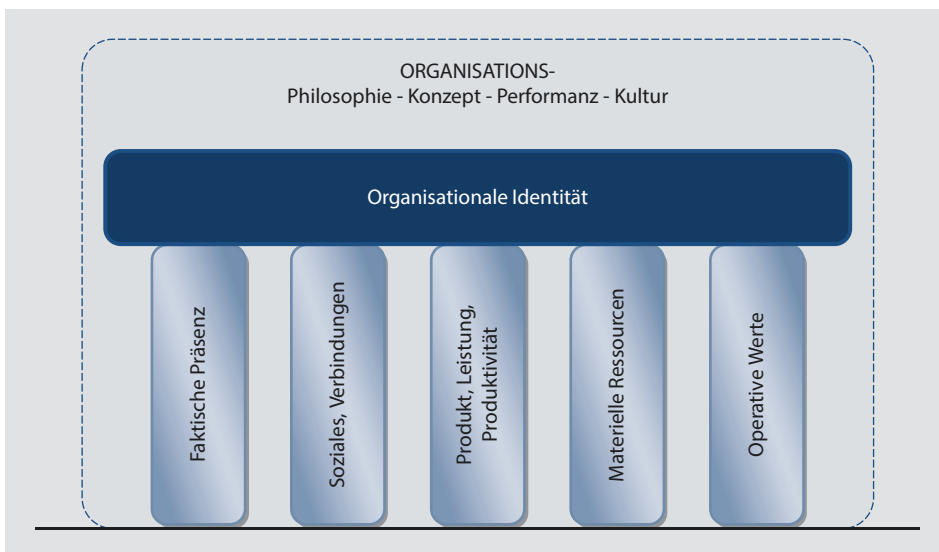 ORGANISATIONS-
Philosophie - Konzept - Performanz - Kultur
Organisationale Identität
Faktische Präsenz
Soziales, Verbindungen
Produkt, Leistung,
Produktivität
Materielle Ressourcen
Operative Werte